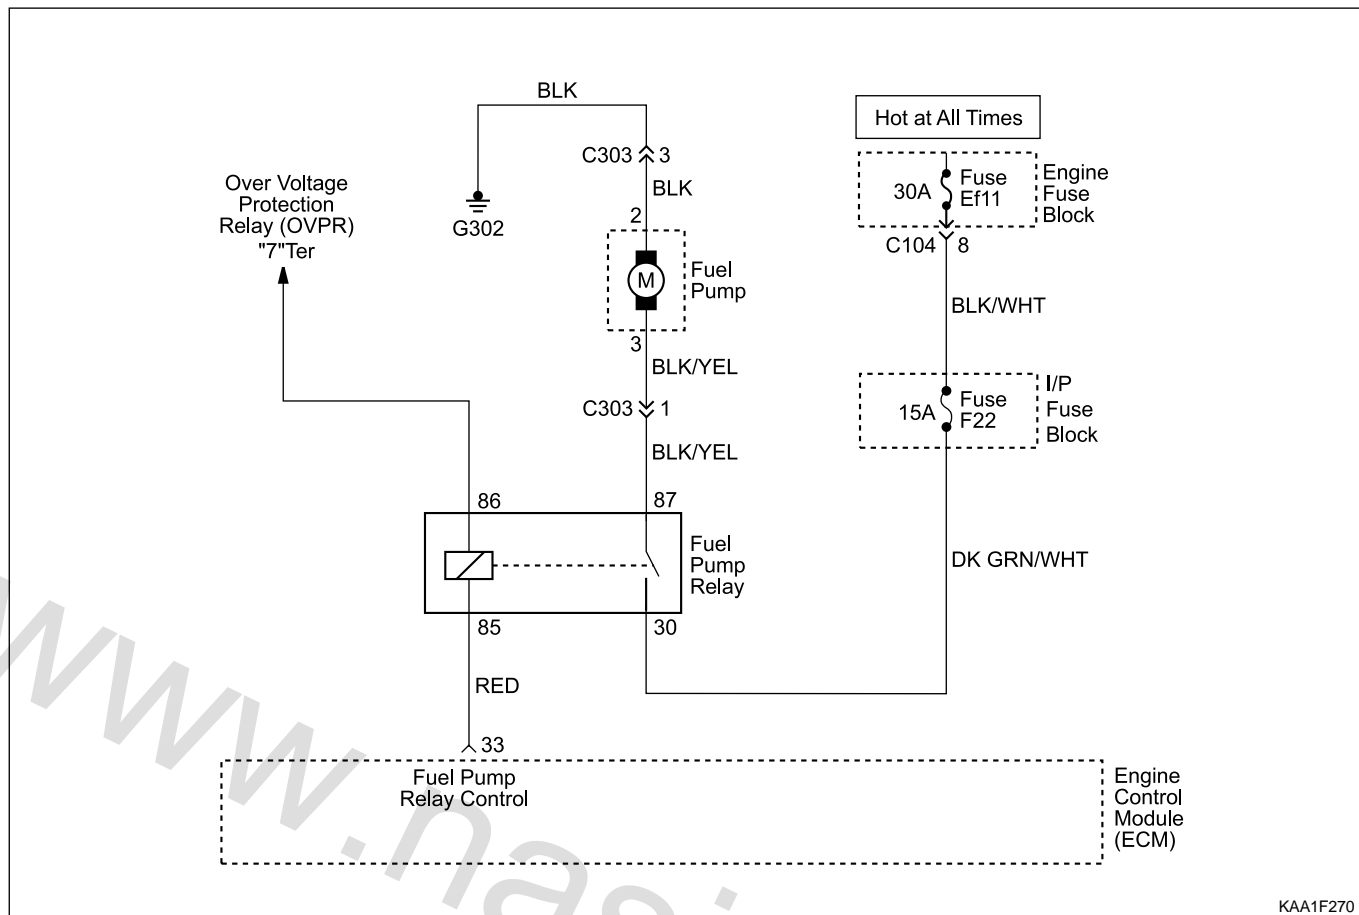 BLK
Hot at All Times
C303 3
BLK
Over Voltage
Protection
Relay (OVPR)
"7"Ter
G302
2
M
Fuel
Pump
3
BLK/YEL
C303 1
BLK/YEL
30A
Fuse
Ef11
Engine
Fuse
Block
C104 8
BLK/WHT
15A
Fuse
F22
I/P
Fuse
Block
86
87
Fuel
Pump
Relay
DK GRN/WHT
85
30
RED
33
Fuel Pump
Relay Control
Engine
Control
Module
(ECM)
KAA1F270